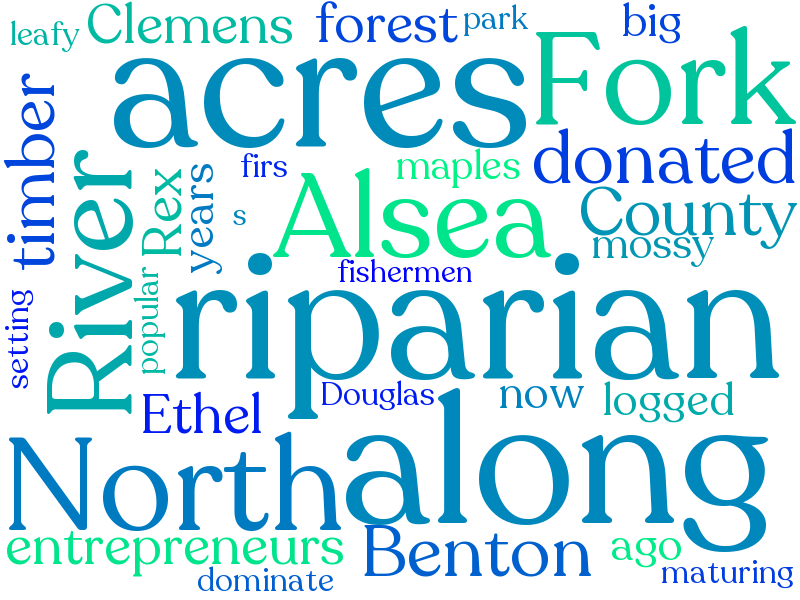 leafy
Clemens
forest
park
big
acres
Fork
timber
River
Rex
years
firs
s
maples
donated
Alsea
County
mossy
fishermen
riparian
setting
popular
Ethel
Douglas
now
logged
North
along
entrepreneurs
Benton
ago
dominate
maturing